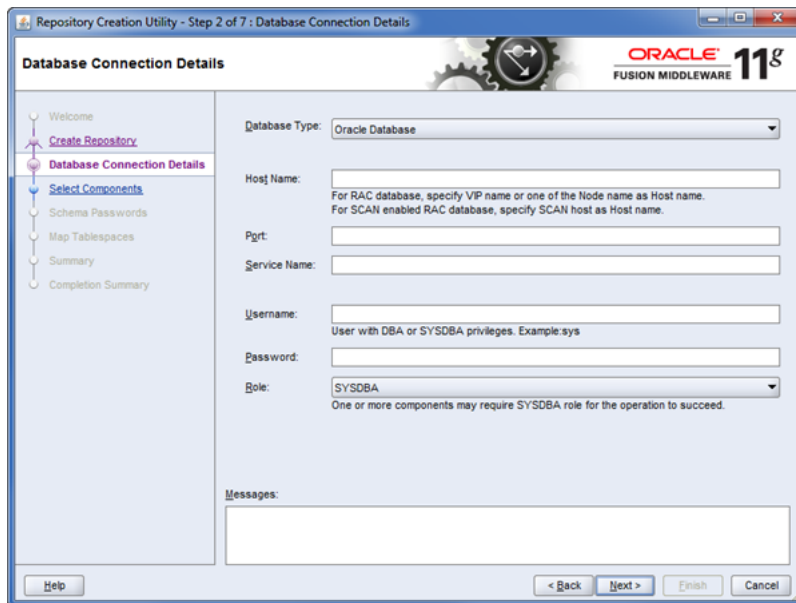 Repository Creation Utility - Step 2 of 7 : Database Connection Details
Database Connection Details
ORACLE
FUSION MIDDLEWARE
11g
Welcome
Create Repository
Database Connection Details
Select Components
Schema Passwords
Map Tablespaces
Summary
Completion Summary
Database Type: Oracle Database
Host Name:
For RAC database, specify VIP name or one of the Node name as Host name.
For SCAN enabled RAC database, specify SCAN host as Host name.
Port:
Service Name:
Username:
User with DBA or SYSDBA privileges. Example:sys
Password:
Role: SYSDBA
One or more components may require SYSDBA role for the operation to succeed.
Messages:
Help < Back Next > Finish Cancel